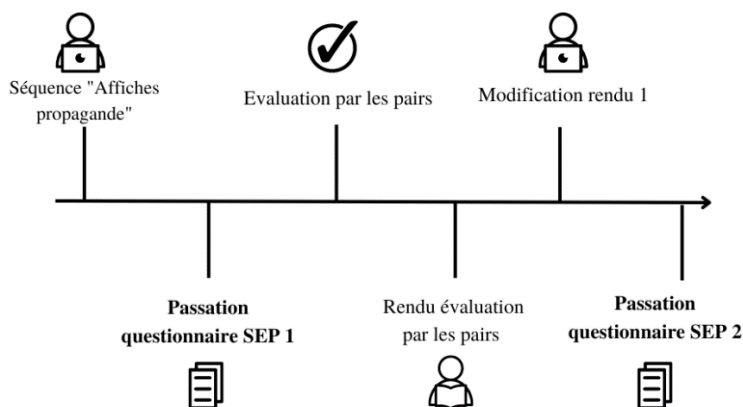 Séquence "Affiches
propagande"
Evaluation par les pairs
Modification rendu 1
Passation
questionnaire SEP 1
Rendu évaluation
par les pairs
Passation
questionnaire SEP 2